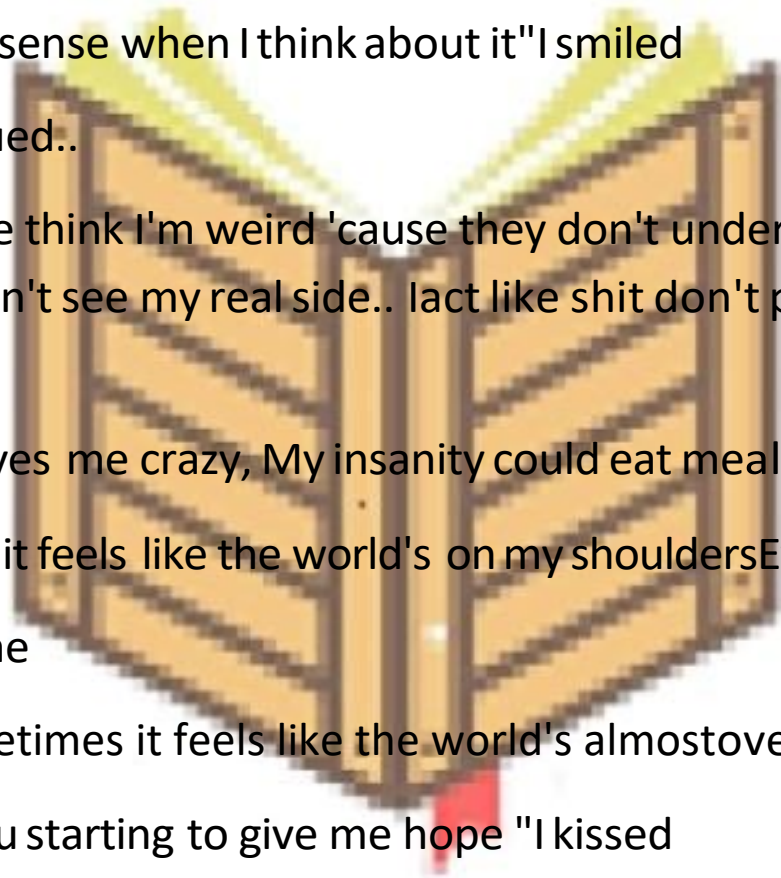 sense when I think about it"I smiled
ued..
e think I'm weird 'cause they don't under
n't see my real side.. Iact like shit don't p
ves me crazy, My insanity could eat meal
it feels like the world's on my shouldersE
ne
etimes it feels like the world's almostove
u starting to give me hope "I kissed